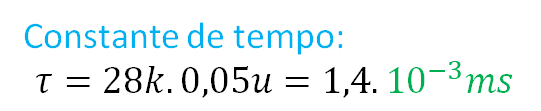 Constante de tempo:
τ = 28k. 0,05u = 1,4. 10⁻³ms